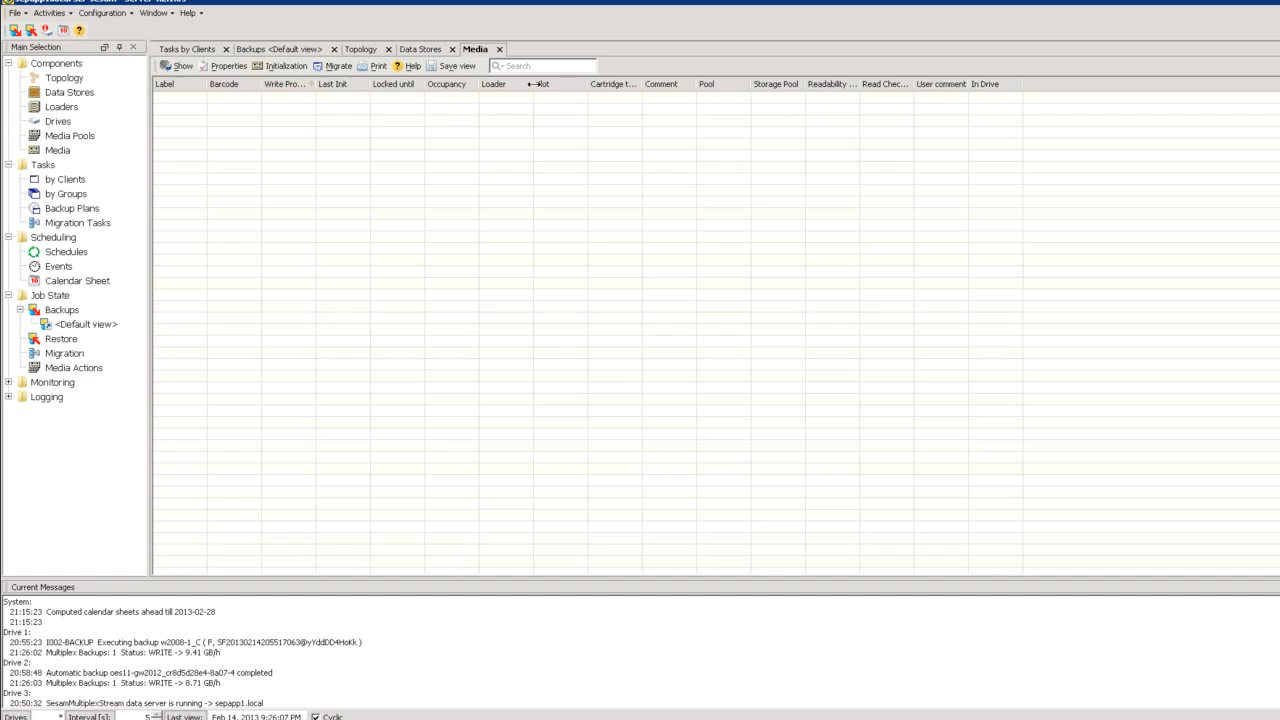 File Activities Configuration Window Help
Main Selection
Components
Topology
Data Stores
Loaders
Drives
Media Pools
Media
Tasks
by Clients
by Groups
Backup Plans
Migration Tasks
Scheduling
Schedules
Events
Calendar Sheet
Job State
Backups
<Default view>
Restore
Migration
Media Actions
Monitoring
Logging
Tasks by Clients Backups <Default view> Topology Data Stores Media
Show Properties Initialization Migrate Print Help Save view Search
Label Barcode Write Pro... Last Init Locked until Occupancy Loader Cartridge t... Comment Pool Storage Pool Readability ... Read Chec... User comment In Drive
Current Messages
System:
21:15:23 Computed calendar sheets ahead till 2013-02-28
21:15:23
Drive 1:
20:55:23 I002-BACKUP Executing backup w2008-1_C ( F, SF20130214205517063@yYddDD4HoKk )
21:26:02 Multiplex Backups: 1 Status: WRITE -> 9.41 GB/h
Drive 2:
20:58:48 Automatic backup oes11-gw2012_cr8d5d28e4-8a07-4 completed
21:26:03 Multiplex Backups: 1 Status: WRITE -> 8.71 GB/h
Drive 3:
20:50:32 SesamMultiplexStream data server is running -> sepapp1.local
Drives * Interval[s]: 5 Last view: Feb 14, 2013 9:26:07 PM Cyclic